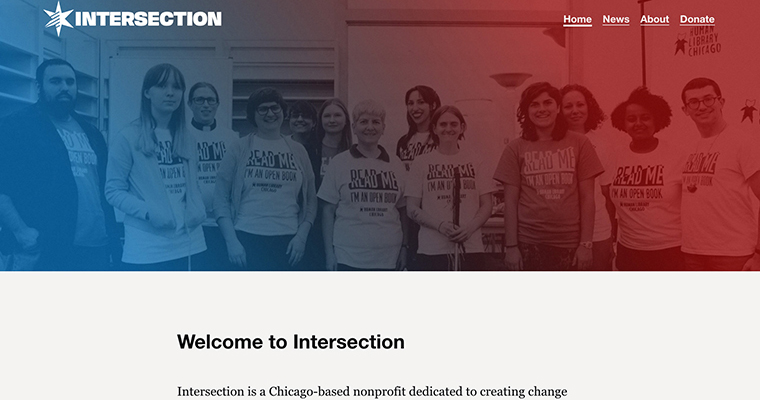 INTERSECTION
Home News About Donate
HUMAN
LIBRARY
CHICAGO
READ ME
I'M AN OPEN BOOK
READ ME
I'M AN OPEN
READ ME
I'M AN OPEN BOOK
READ ME
I'M AN OPEN BOOK
READ ME
I'M AN OPEN BOOK
READ ME
I'M AN OPEN BOOK
READ ME
Welcome to Intersection
Intersection is a Chicago-based nonprofit dedicated to creating change